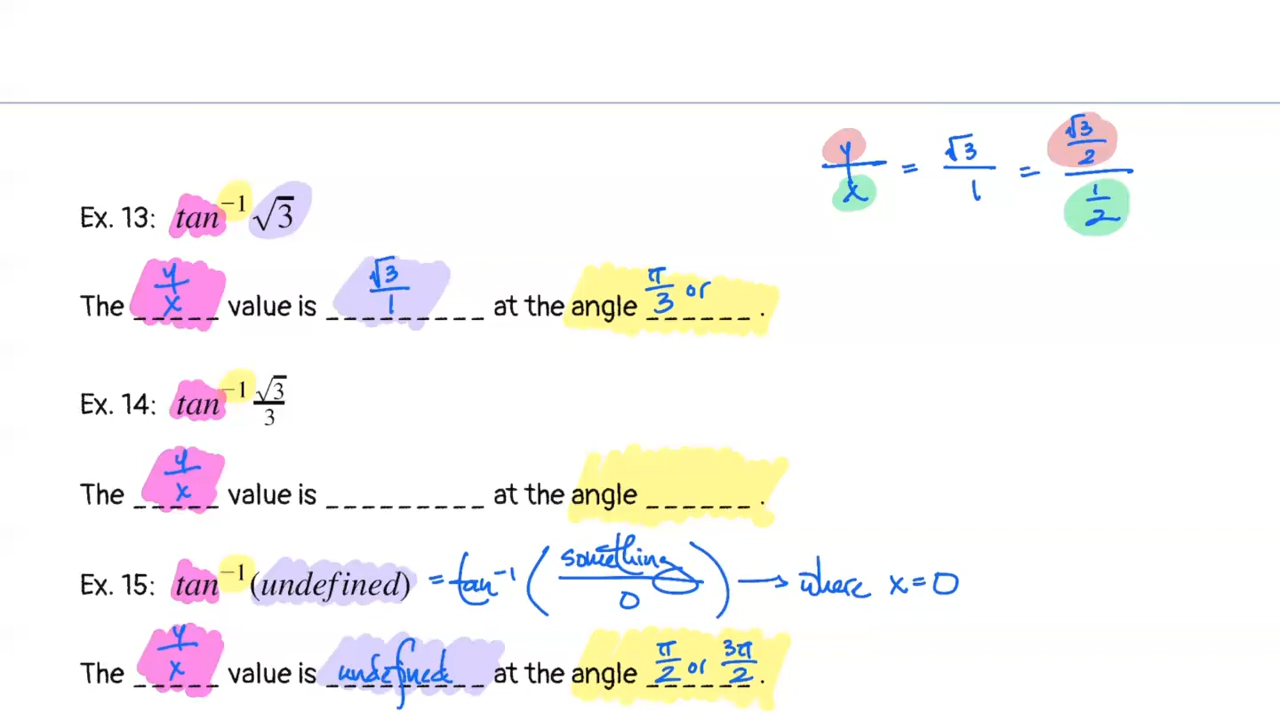 y/x = √3/1 = (√3/2)/(1/2)
Ex. 13: tan⁻¹√3
The y/x value is √3/1 at the angle π/3 or ______.
Ex. 14: tan⁻¹ √3/3
The y/x value is _________ at the angle ______.
Ex. 15: tan⁻¹(undefined) = tan⁻¹(something/0) → where x=0
The y/x value is undefined at the angle π/2 or 3π/2.